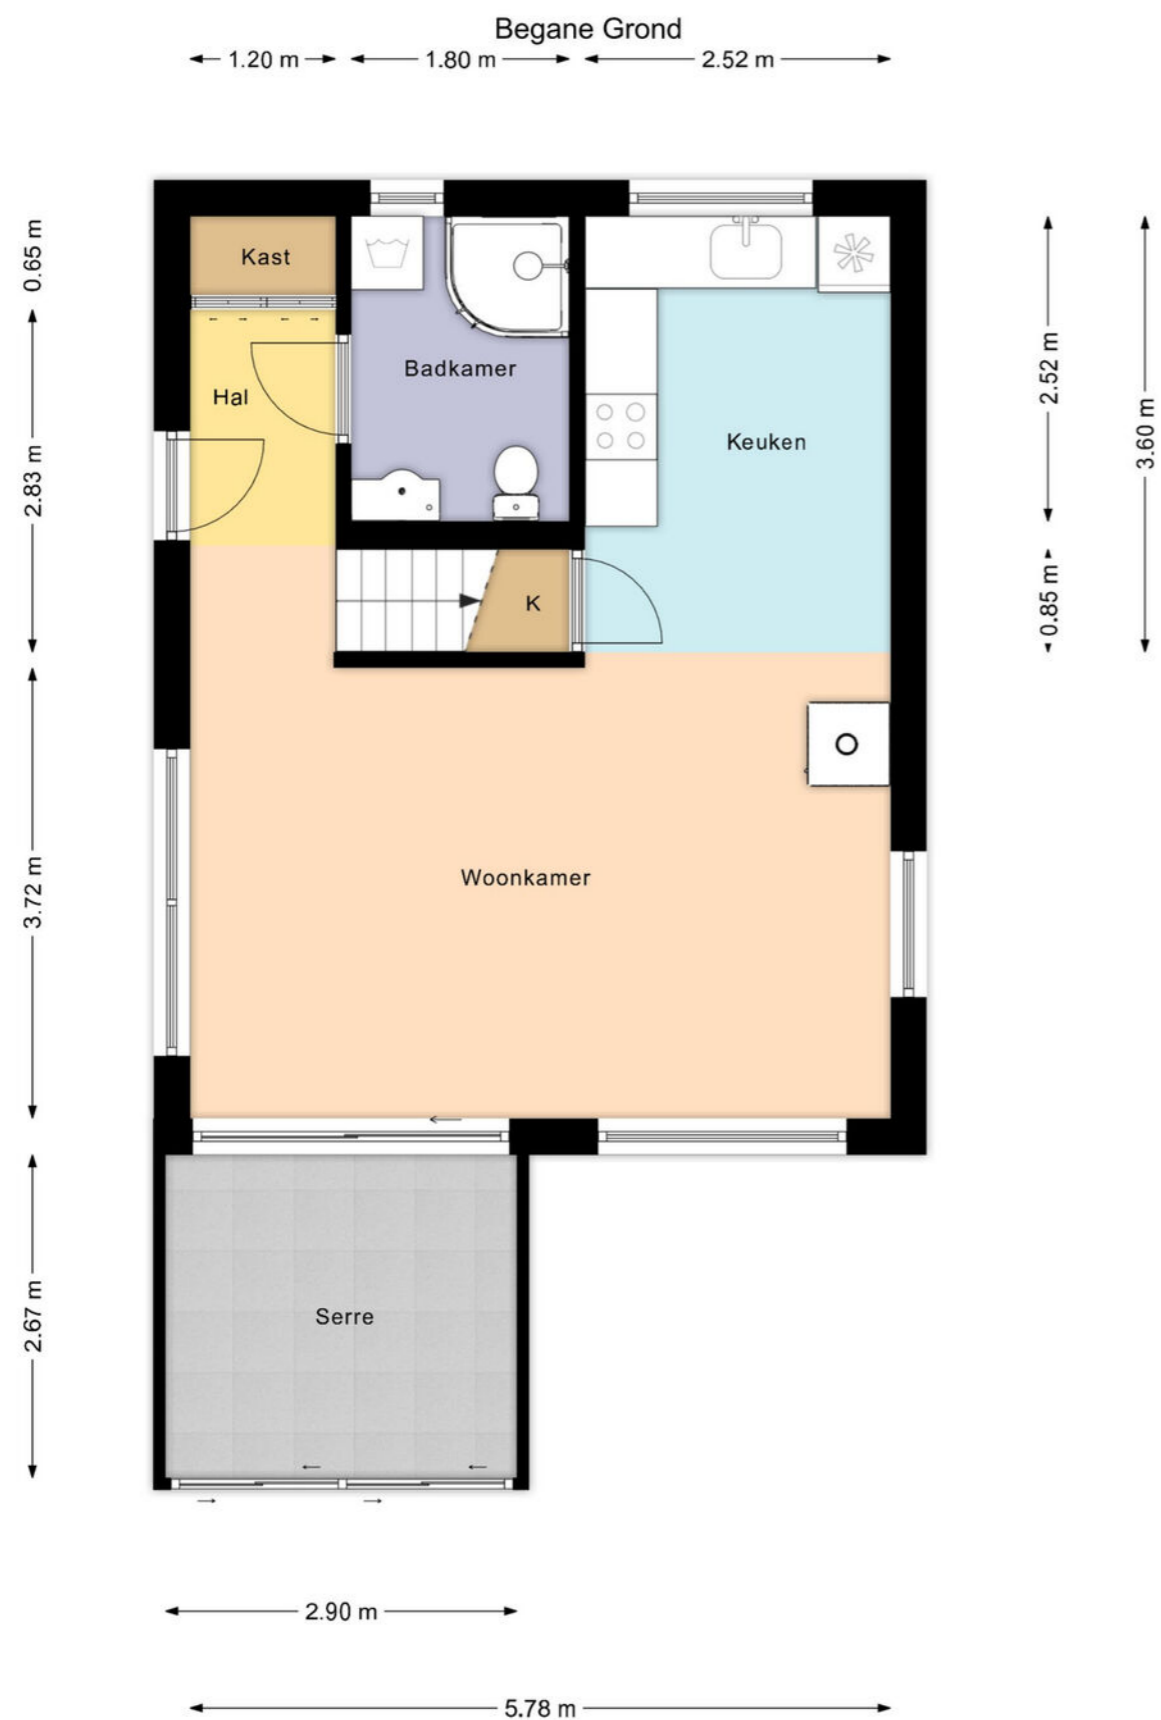 Begane Grond
1.20 m
1.80 m
2.52 m
0.65 m
Kast
Badkamer
Hal
2.52 m
3.60 m
Keuken
2.83 m
0.85 m
K
Woonkamer
3.72 m
Serre
2.67 m
2.90 m
5.78 m